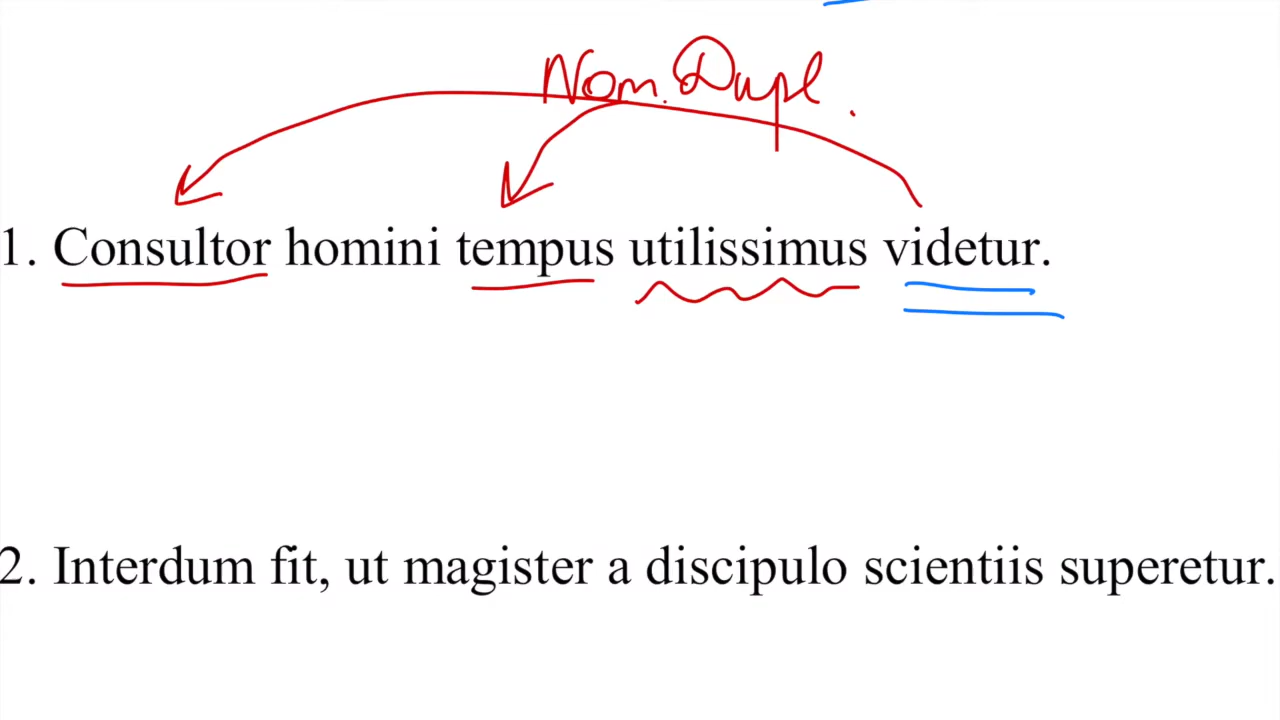 Nom. Dupl.
1. Consultor homini tempus utilissimus videtur.
2. Interdum fit, ut magister a discipulo scientiis superetur.